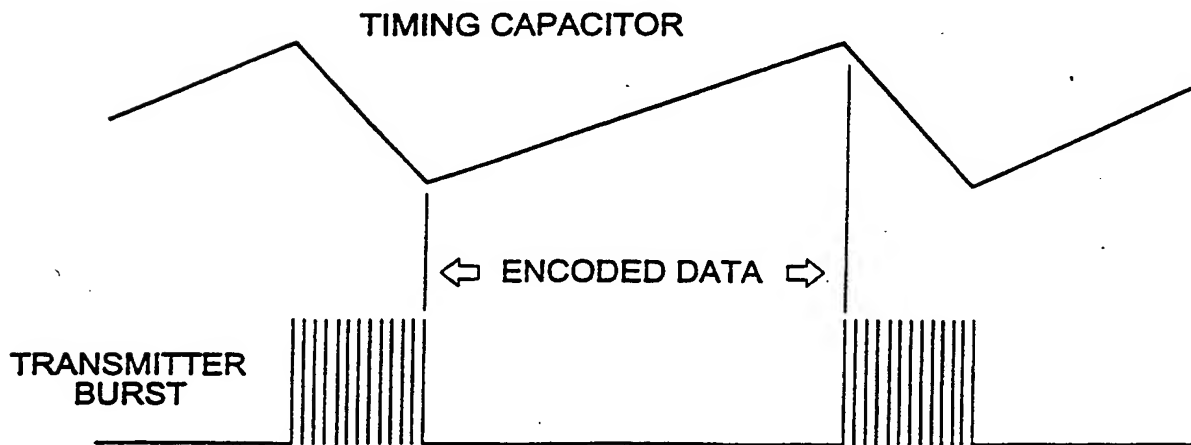 TIMING CAPACITOR
ENCODED DATA
TRANSMITTER
BURST